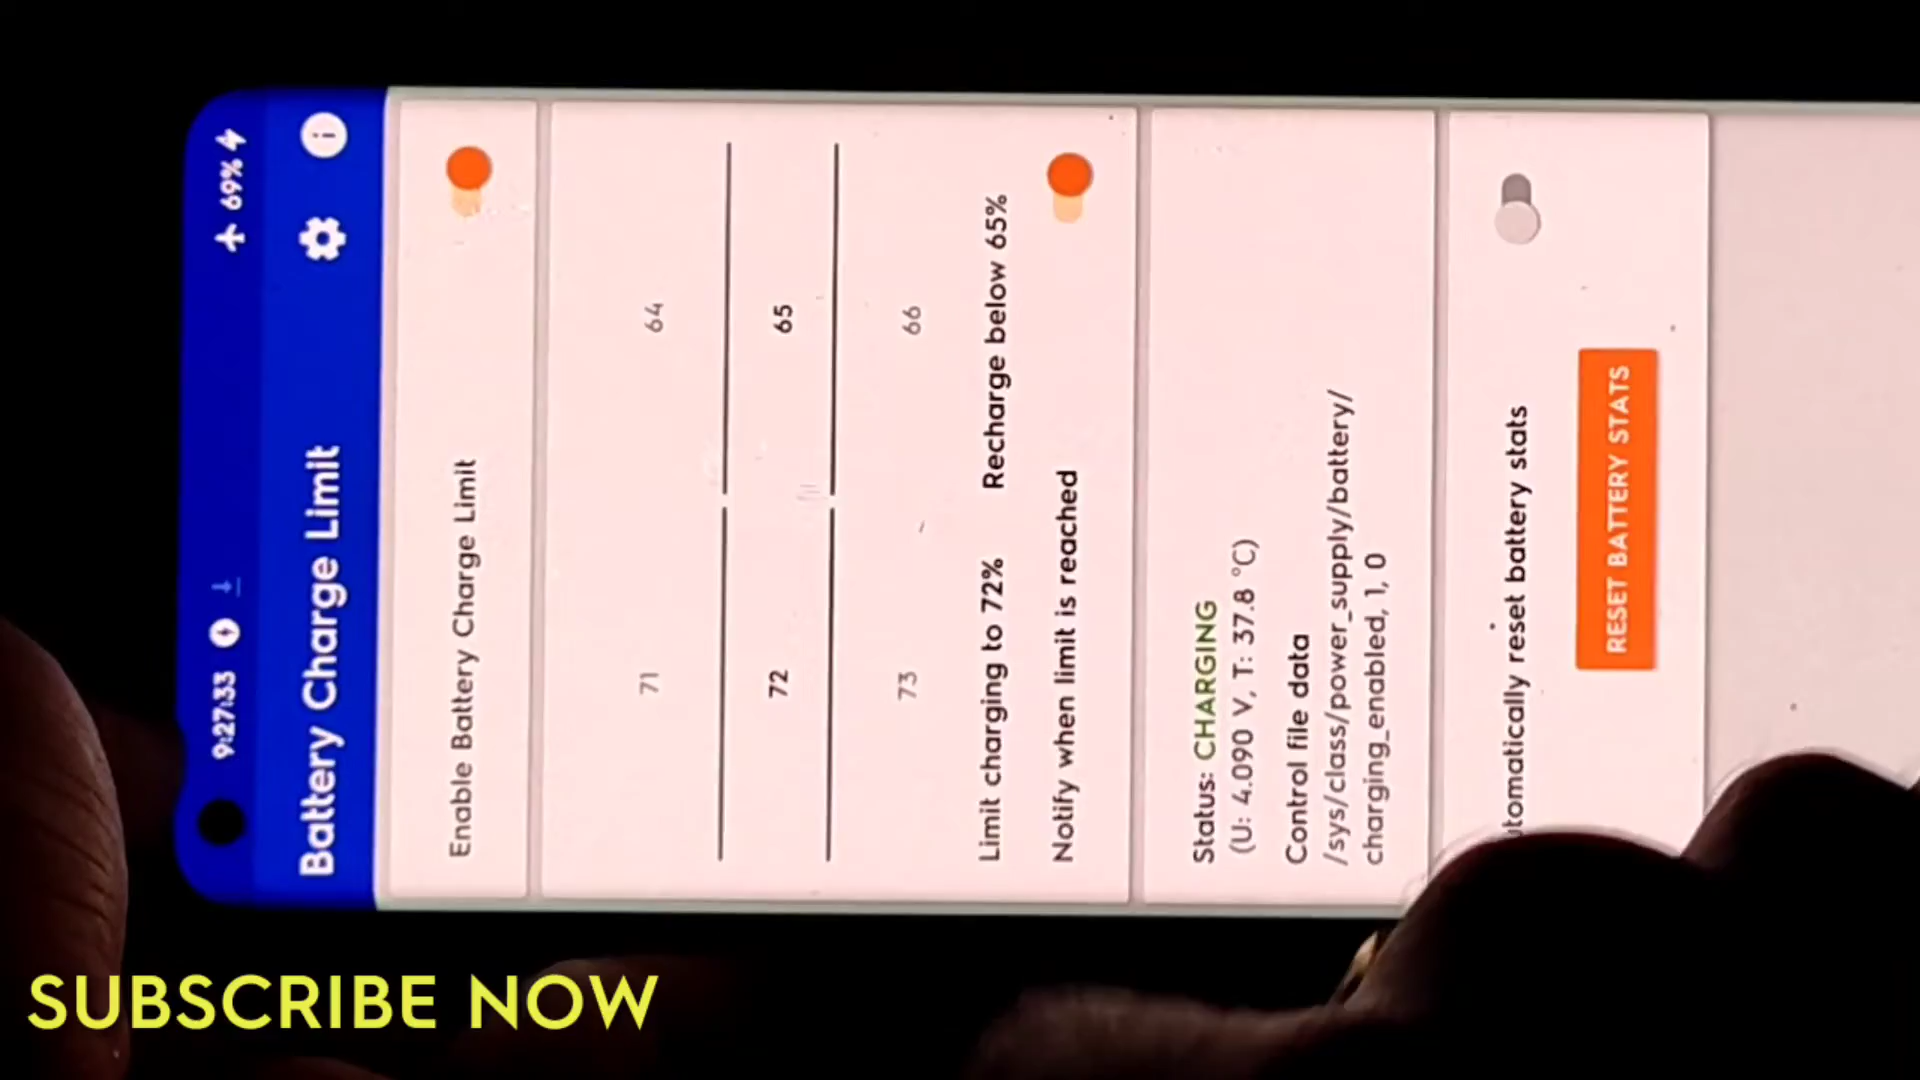 9:27:33 69%
Battery Charge Limit
Enable Battery Charge Limit
71 64
72 65
73 66
Limit charging to 72% Recharge below 65%
Notify when limit is reached
Status: CHARGING
(U: 4.090 V, T: 37.8 °C)
Control file data
/sys/class/power_supply/battery/
charging_enabled, 1, 0
utomatically reset battery stats
RESET BATTERY STATS
SUBSCRIBE NOW